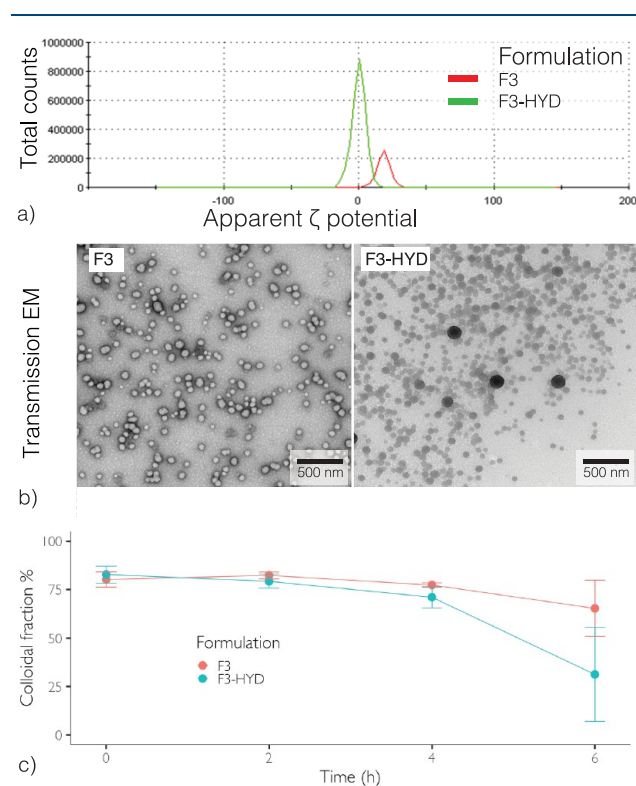 Total counts
1000000
800000
600000
400000
200000
0
-100
0
100
200
Formulation
F3
F3-HYD
a)
Apparent ζ potential
Transmission EM
F3
500 nm
F3-HYD
500 nm
b)
Colloidal fraction %
100
75
50
25
0
Formulation
F3
F3-HYD
0
2
4
6
c)
Time (h)